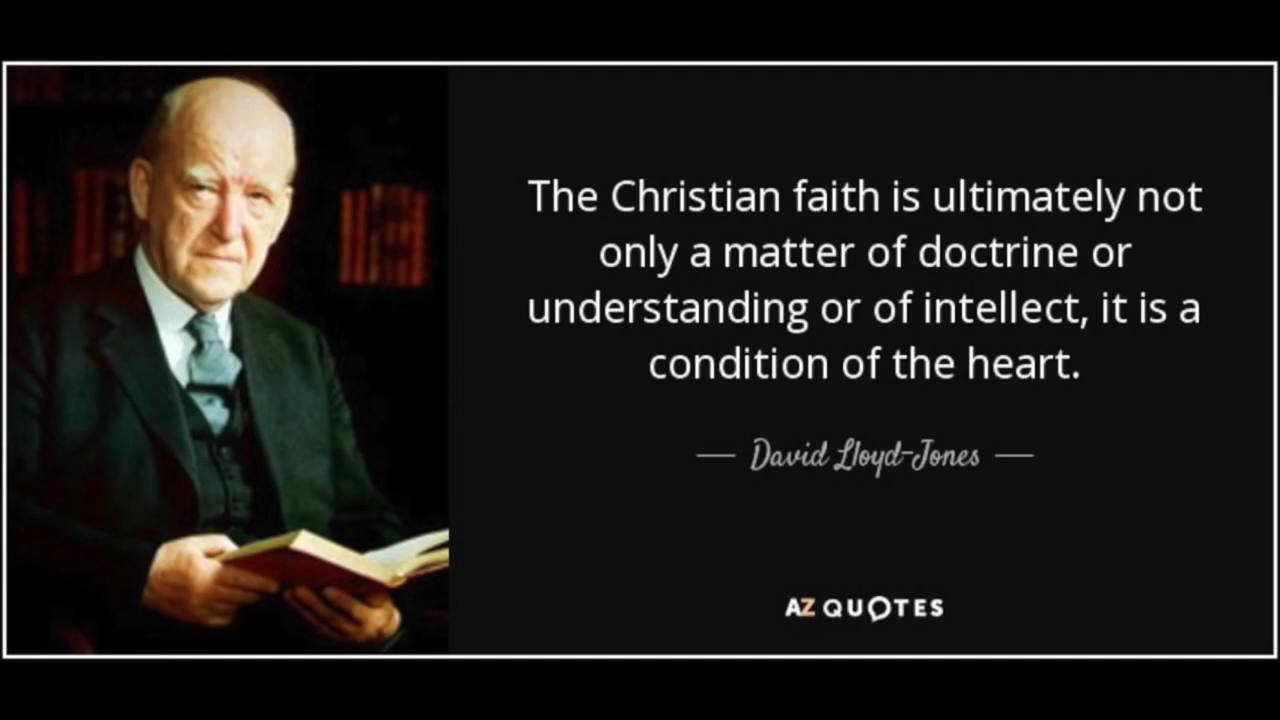 The Christian faith is ultimately not
only a matter of doctrine or
understanding or of intellect, it is a
condition of the heart.
David Lloyd-Jones
AZ QUOTES